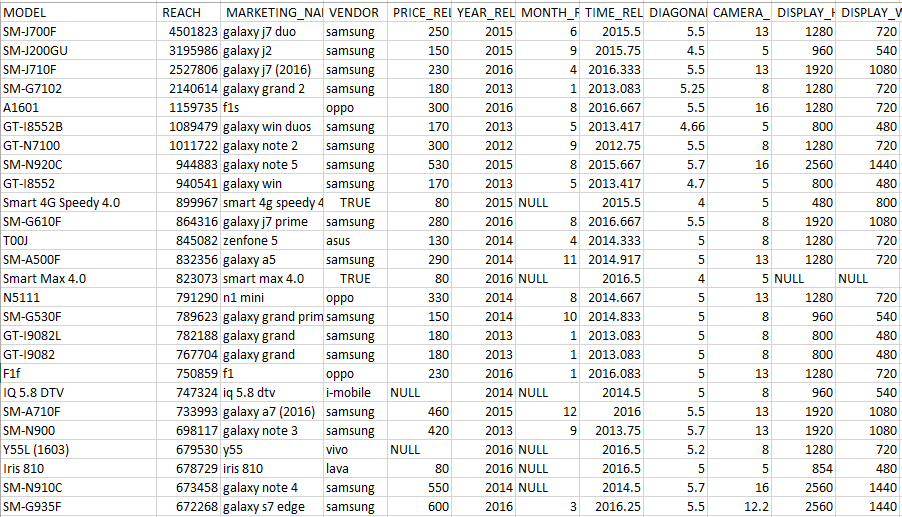 MODEL REACH MARKETING_NAI VENDOR PRICE_REL YEAR_REL MONTH_F TIME_REL DIAGONAL CAMERA_ DISPLAY_H DISPLAY_W
SM-J700F 4501823 galaxy j7 duo samsung 250 2015 6 2015.5 5.5 13 1280 720
SM-J200GU 3195986 galaxy j2 samsung 150 2015 9 2015.75 4.5 5 960 540
SM-J710F 2527806 galaxy j7 (2016) samsung 230 2016 4 2016.333 5.5 13 1920 1080
SM-G7102 2140614 galaxy grand 2 samsung 180 2013 1 2013.083 5.25 8 1280 720
A1601 1159735 f1s oppo 300 2016 8 2016.667 5.5 16 1280 720
GT-I8552B 1089479 galaxy win duos samsung 170 2013 5 2013.417 4.66 5 800 480
GT-N7100 1011722 galaxy note 2 samsung 300 2012 9 2012.75 5.5 8 1280 720
SM-N920C 944883 galaxy note 5 samsung 530 2015 8 2015.667 5.7 16 2560 1440
GT-I8552 940541 galaxy win samsung 170 2013 5 2013.417 4.7 5 800 480
Smart 4G Speedy 4.0 899967 smart 4g speedy 4 TRUE 80 2015 NULL 2015.5 4 5 480 800
SM-G610F 864316 galaxy j7 prime samsung 280 2016 8 2016.667 5.5 8 1920 1080
T00J 845082 zenfone 5 asus 130 2014 4 2014.333 5 8 1280 720
SM-A500F 832356 galaxy a5 samsung 290 2014 11 2014.917 5 13 1280 720
Smart Max 4.0 823073 smart max 4.0 TRUE 80 2016 NULL 2016.5 4 5 NULL NULL
N5111 791290 n1 mini oppo 330 2014 8 2014.667 5 13 1280 720
SM-G530F 789623 galaxy grand prim samsung 150 2014 10 2014.833 5 8 960 540
GT-I9082L 782188 galaxy grand samsung 180 2013 1 2013.083 5 8 800 480
GT-I9082 767704 galaxy grand samsung 180 2013 1 2013.083 5 8 800 480
F1f 750859 f1 oppo 230 2016 1 2016.083 5 13 1280 720
IQ 5.8 DTV 747324 iq 5.8 dtv i-mobile NULL 2014 NULL 2014.5 5 8 960 540
SM-A710F 733993 galaxy a7 (2016) samsung 460 2015 12 2016 5.5 13 1920 1080
SM-N900 698117 galaxy note 3 samsung 420 2013 9 2013.75 5.7 13 1920 1080
Y55L (1603) 679530 y55 vivo NULL 2016 NULL 2016.5 5.2 8 1280 720
Iris 810 678729 iris 810 lava 80 2016 NULL 2016.5 5 5 854 480
SM-N910C 673458 galaxy note 4 samsung 550 2014 NULL 2014.5 5.7 16 2560 1440
SM-G935F 672268 galaxy s7 edge samsung 600 2016 3 2016.25 5.5 12.2 2560 1440